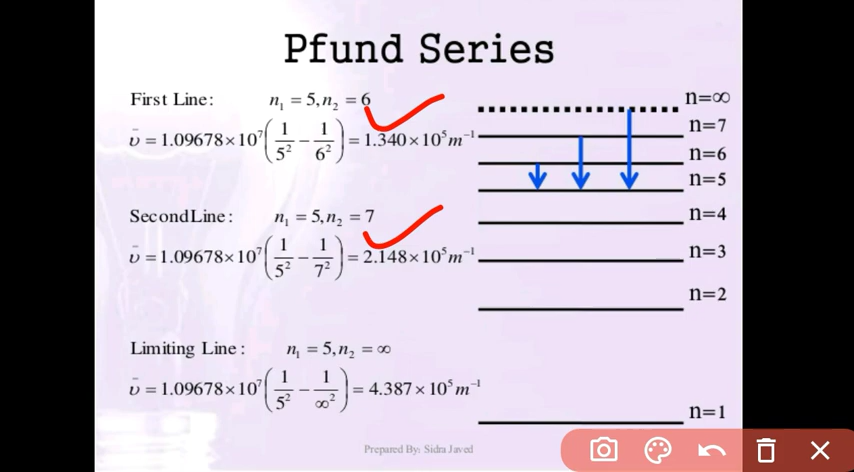 Pfund Series
First Line: n₁ = 5, n₂ = 6
ῡ = 1.09678×10⁷(1/5² − 1/6²) = 1.340×10⁵m⁻¹
Second Line: n₁ = 5, n₂ = 7
ῡ = 1.09678×10⁷(1/5² − 1/7²) = 2.148×10⁵m⁻¹
Limiting Line: n₁ = 5, n₂ = ∞
ῡ = 1.09678×10⁷(1/5² − 1/∞²) = 4.387×10⁵m⁻¹
n=∞
n=7
n=6
n=5
n=4
n=3
n=2
n=1
Prepared By: Sidra Javed